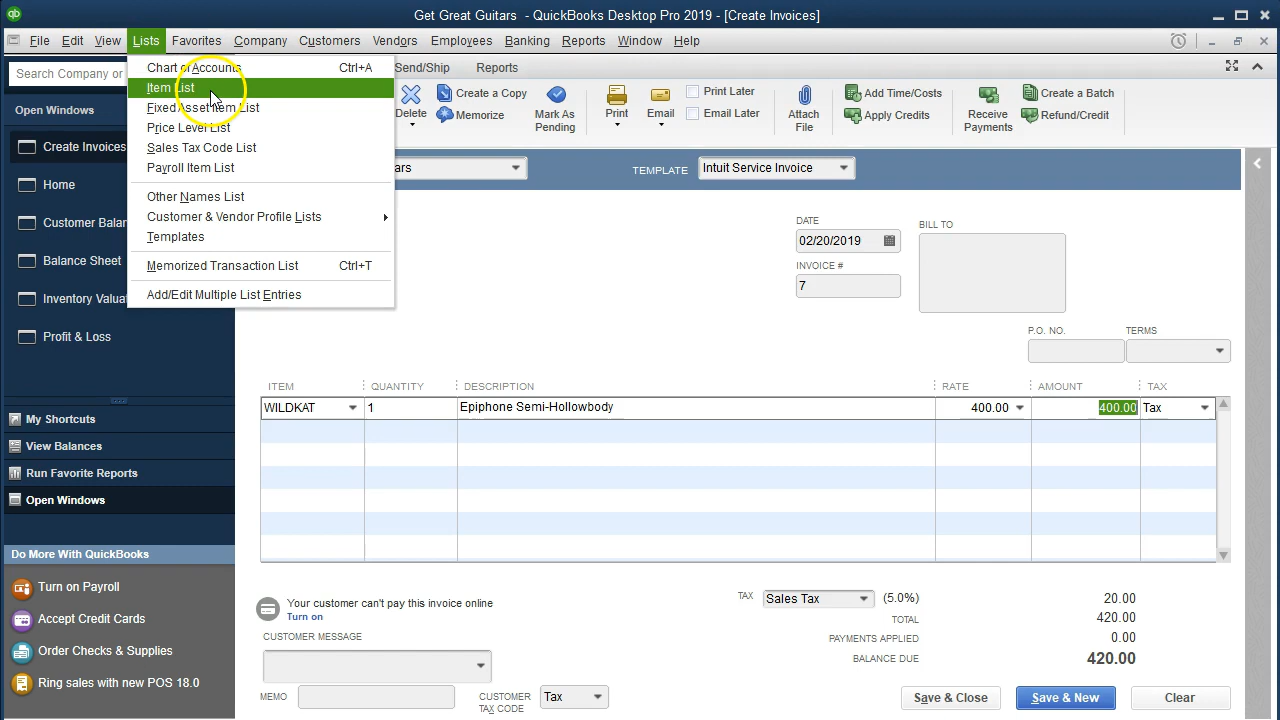 Get Great Guitars - QuickBooks Desktop Pro 2019 - [Create Invoices]
File Edit View Lists Favorites Company Customers Vendors Employees Banking Reports Window Help
Search Company or
Chart of Accounts Ctrl+A
Item List
Fixed Asset Item List
Price Level List
Sales Tax Code List
Payroll Item List
Other Names List
Customer & Vendor Profile Lists
Templates
Memorized Transaction List Ctrl+T
Add/Edit Multiple List Entries
Send/Ship Reports
Delete
Create a Copy
Memorize
Mark As
Pending
Print
Email
Print Later
Email Later
Attach
File
Add Time/Costs
Apply Credits
Receive
Payments
Create a Batch
Refund/Credit
Open Windows
Create Invoices
Home
Customer Balan
Balance Sheet
Inventory Valuat
Profit & Loss
My Shortcuts
View Balances
Run Favorite Reports
Open Windows
Do More With QuickBooks
Turn on Payroll
Accept Credit Cards
Order Checks & Supplies
Ring sales with new POS 18.0
ars
TEMPLATE Intuit Service Invoice
DATE
02/20/2019
INVOICE #
7
BILL TO
P.O. NO. TERMS
ITEM QUANTITY DESCRIPTION RATE AMOUNT TAX
WILDKAT 1 Epiphone Semi-Hollowbody 400.00 400.00 Tax
Your customer can't pay this invoice online
Turn on
CUSTOMER MESSAGE
TAX Sales Tax (5.0%) 20.00
TOTAL 420.00
PAYMENTS APPLIED 0.00
BALANCE DUE 420.00
MEMO
CUSTOMER
TAX CODE
Tax
Save & Close Save & New Clear